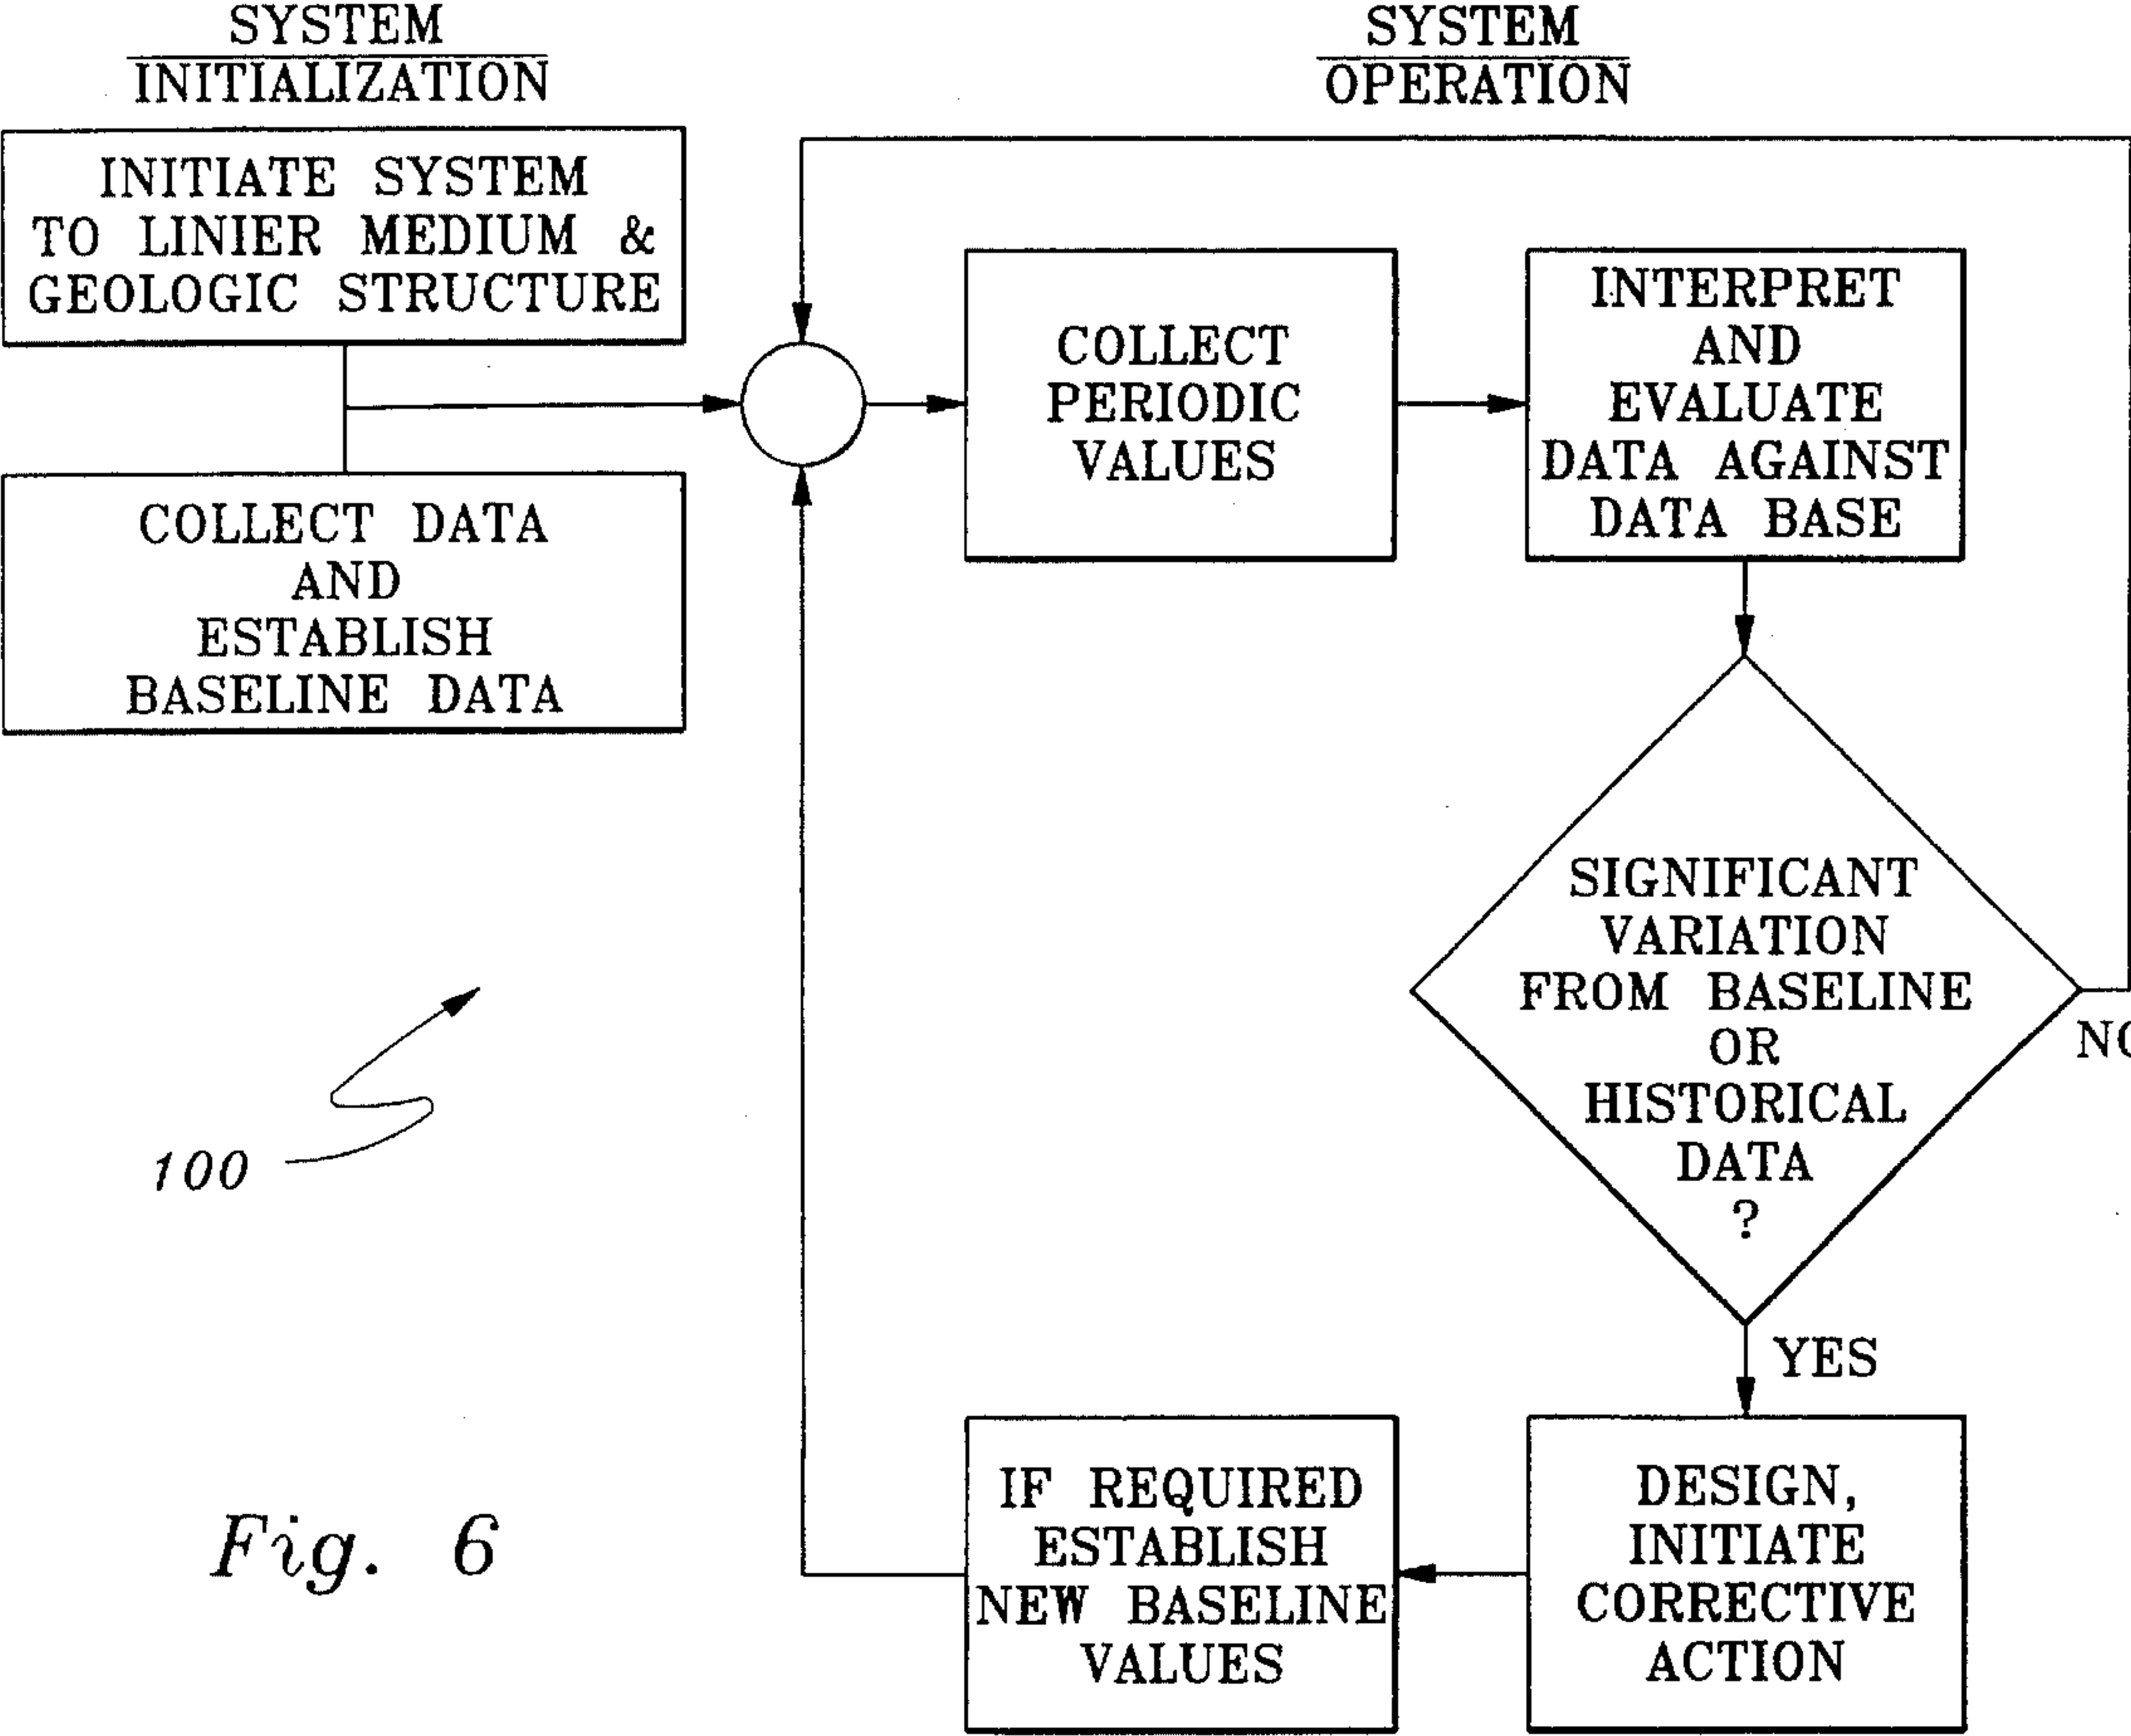 SYSTEM
INITIALIZATION
INITIATE SYSTEM
TO LINIER MEDIUM &
GEOLOGIC STRUCTURE
COLLECT DATA
AND
ESTABLISH
BASELINE DATA
100
Fig. 6
SYSTEM
OPERATION
COLLECT
PERIODIC
VALUES
INTERPRET
AND
EVALUATE
DATA AGAINST
DATA BASE
SIGNIFICANT
VARIATION
FROM BASELINE
OR
HISTORICAL
DATA
?
NO
YES
DESIGN,
INITIATE
CORRECTIVE
ACTION
IF REQUIRED
ESTABLISH
NEW BASELINE
VALUES